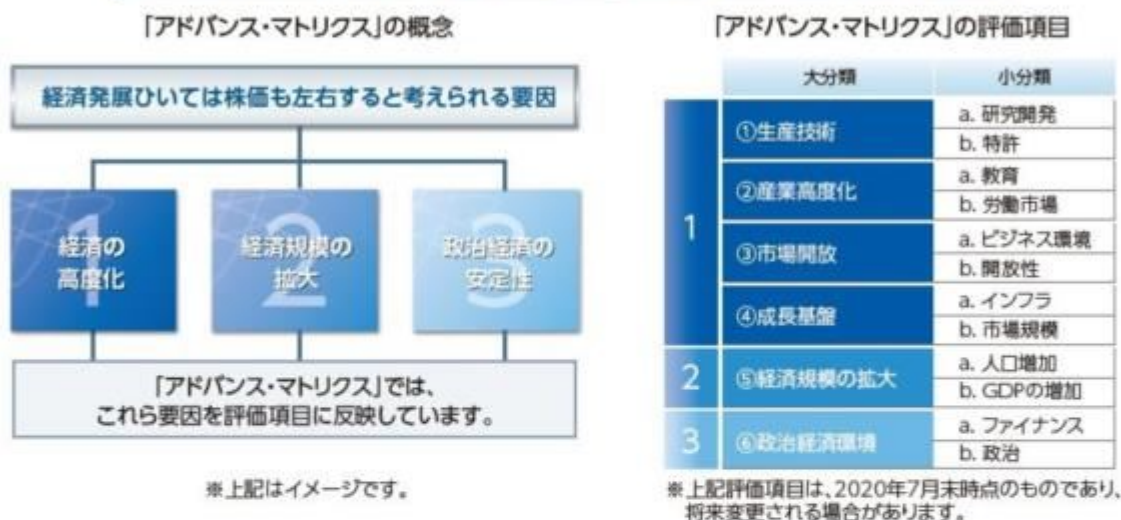 「アドバンス・マトリクス」の概念
経済発展ひいては株価も左右すると考えられる要因
1
経済の
高度化
2
経済規模の
拡大
3
政治経済の
安定性
「アドバンス・マトリクス」では、
これら要因を評価項目に反映しています。
※上記はイメージです。
「アドバンス・マトリクス」の評価項目
大分類 小分類
1
①生産技術
a. 研究開発
b. 特許
②産業高度化
a. 教育
b. 労働市場
③市場開放
a. ビジネス環境
b. 開放性
④成長基盤
a. インフラ
b. 市場規模
2
⑤経済規模の拡大
a. 人口増加
b. GDPの増加
3
⑥政治経済環境
a. ファイナンス
b. 政治
※上記評価項目は、2020年7月末時点のものであり、
将来変更される場合があります。